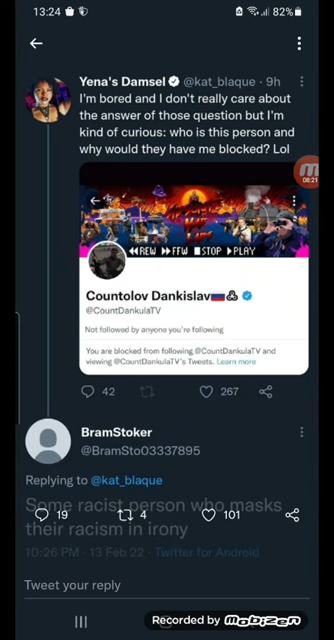 13:24
82%
Yena's Damsel @kat_blaque · 9h
I'm bored and I don't really care about
the answer of those question but I'm
kind of curious: who is this person and
why would they have me blocked? Lol
08:21
◀◀REW ▶▶FFW ■STOP ▶PLAY
Countolov Dankislav
@CountDankulaTV
Not followed by anyone you're following
You are blocked from following @CountDankulaTV and
viewing @CountDankulaTV's Tweets. Learn more
42 267
BramStoker
@BramSto03337895
Replying to @kat_blaque
Some racist person who masks
their racism in irony
19 4 101
10:26 PM · 13 Feb 22 · Twitter for Android
Tweet your reply
Recorded by mobizen